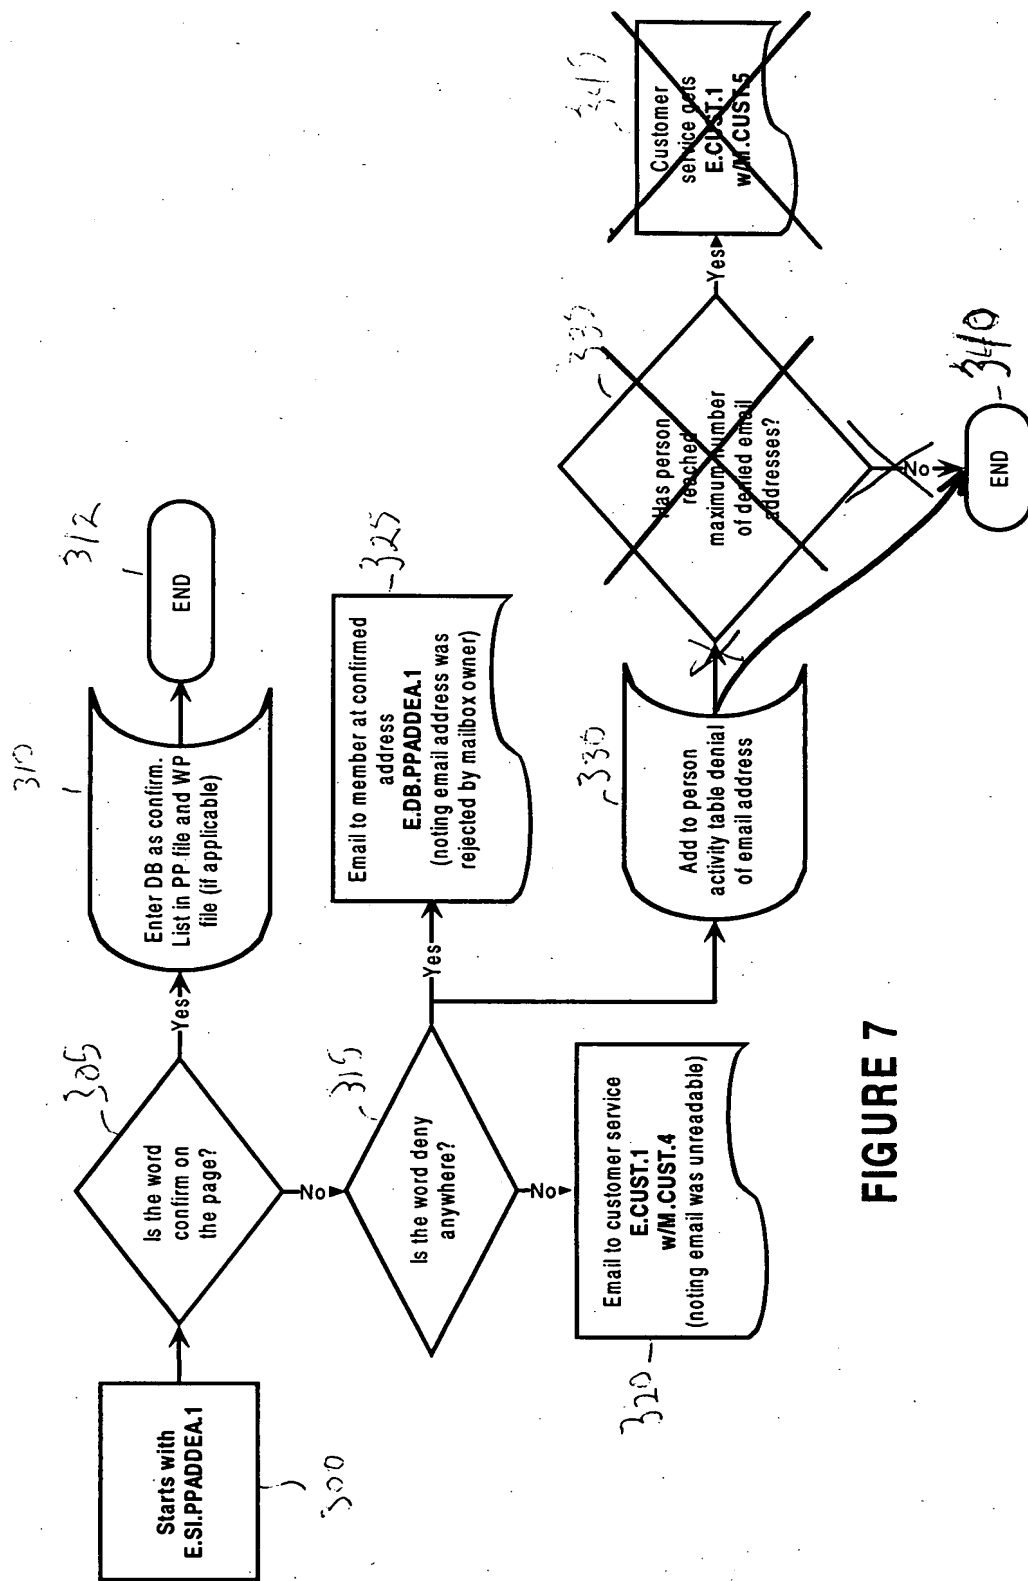 300
Starts with
E.SI.PPADDEA.1
305
Is the word
confirm on
the page?
Yes
310
Enter DB as confirm.
List in PP file and WP
file (if applicable)
312
END
No
315
Is the word deny
anywhere?
Yes
325
Email to member at confirmed
address
E.DB.PPADDEA.1
(noting email address was
rejected by mailbox owner)
No
320
Email to customer service
E.CUST.1
w/M.CUST.4
(noting email was unreadable)
330
Add to person
activity table denial
of email address
335
Has person
reached
maximum number
of denied email
addresses?
Yes
345
Customer
service gets
E.CUST.1
w/M.CUST.5
No
340
END
FIGURE 7